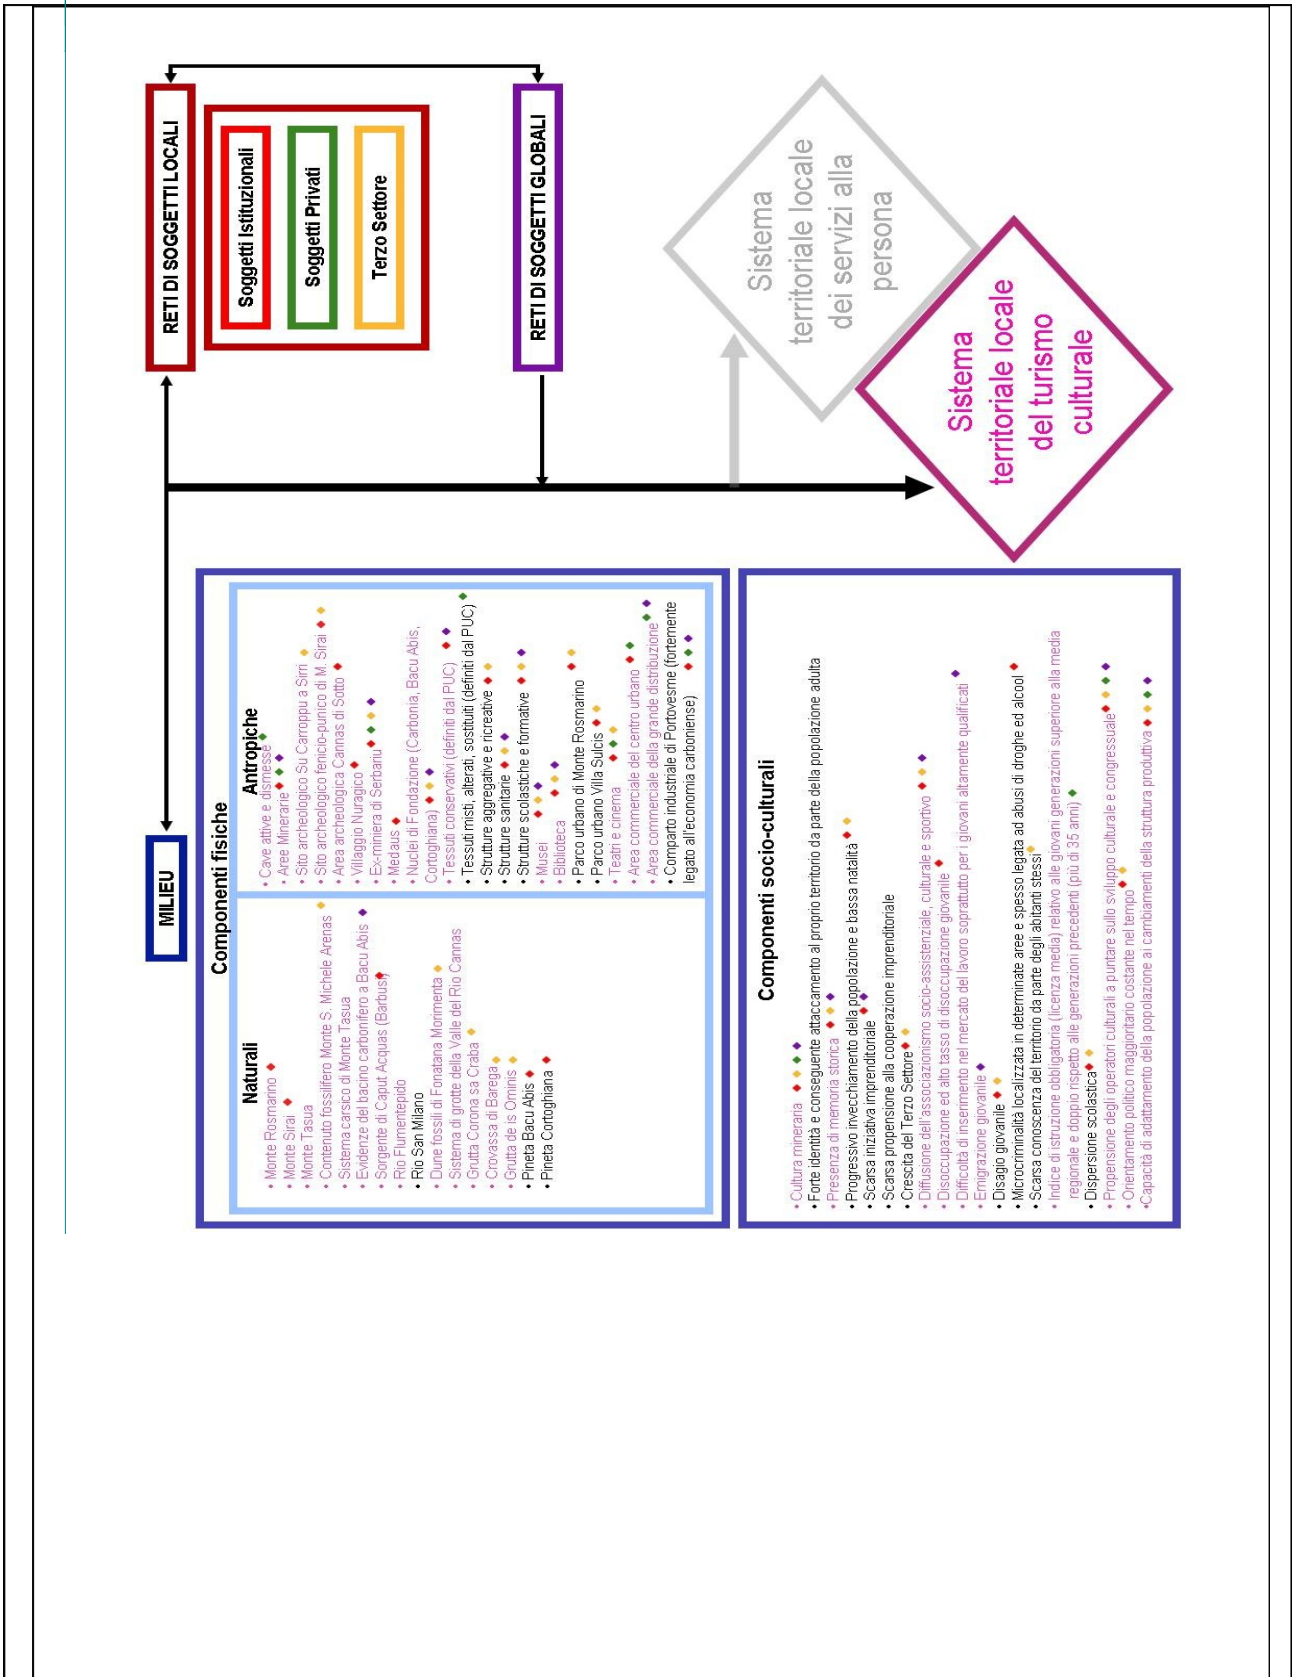 MILIEU
RETI DI SOGGETTI LOCALI
Soggetti Istituzionali
Soggetti Privati
Terzo Settore
RETI DI SOGGETTI GLOBALI
Componenti fisiche
Naturali
• Monte Rosmarino
• Monte Sirai
• Monte Tasua
• Contenuto fossilifero Monte S. Michele Arenas
• Sistema carsico di Monte Tasua
• Evidenze del bacino carbonifero a Bacu Abis
• Sorgente di Caput Acquas (Barbusi)
• Rio Flumentepido
• Rio San Milano
• Dune fossili di Fonatana Morimenta
• Sistema di grotte della Valle del Rio Cannas
• Grutta Corona sa Craba
• Crovassa di Barega
• Grutta de is Ominis
• Pineta Bacu Abis
• Pineta Cortoghiana
Antropiche
• Cave attive e dismesse
• Aree Minerarie
• Sito archeologico Su Carroppu a Sirri
• Sito archeologico fenicio-punico di M. Sirai
• Area archeologica Cannas di Sotto
• Villaggio Nuragico
• Ex-miniera di Serbariu
• Medaus
• Nuclei di Fondazione (Carbonia, Bacu Abis,
Cortoghiana)
• Tessuti conservativi (definiti dal PUC)
• Tessuti misti, alterati, sostituiti (definiti dal PUC)
• Strutture aggregative e ricreative
• Strutture sanitarie
• Strutture scolastiche e formative
• Musei
• Biblioteca
• Parco urbano di Monte Rosmarino
• Parco urbano Villa Sulcis
• Teatri e cinema
• Area commerciale del centro urbano
• Area commerciale della grande distribuzione
• Comparto industriale di Portovesme (fortemente
legato all'economia carboniense)
Componenti socio-culturali
• Cultura mineraria
• Forte identità e conseguente attaccamento al proprio territorio da parte della popolazione adulta
• Presenza di memoria storica
• Progressivo invecchiamento della popolazione e bassa natalità
• Scarsa iniziativa imprenditoriale
• Scarsa propensione alla cooperazione imprenditoriale
• Crescita del Terzo Settore
• Diffusione dell'associazionismo socio-assistenziale, culturale e sportivo
• Disoccupazione ed alto tasso di disoccupazione giovanile
• Difficoltà di inserimento nel mercato del lavoro soprattutto per i giovani altamente qualificati
• Emigrazione giovanile
• Disagio giovanile
• Microcriminalità localizzata in determinate aree e spesso legata ad abusi di droghe ed alcool
• Scarsa conoscenza del territorio da parte degli abitanti stessi
• Indice di istruzione obbligatoria (licenza media) relativo alle giovani generazioni superiore alla media
regionale e doppio rispetto alle generazioni precedenti (più di 35 anni)
• Dispersione scolastica
• Propensione degli operatori culturali a puntare sullo sviluppo culturale e congressuale
• Orientamento politico maggioritario costante nel tempo
•Capacità di adattamento della popolazione ai cambiamenti della struttura produttiva
Sistema
territoriale locale
dei servizi alla
persona
Sistema
territoriale locale
del turismo
culturale